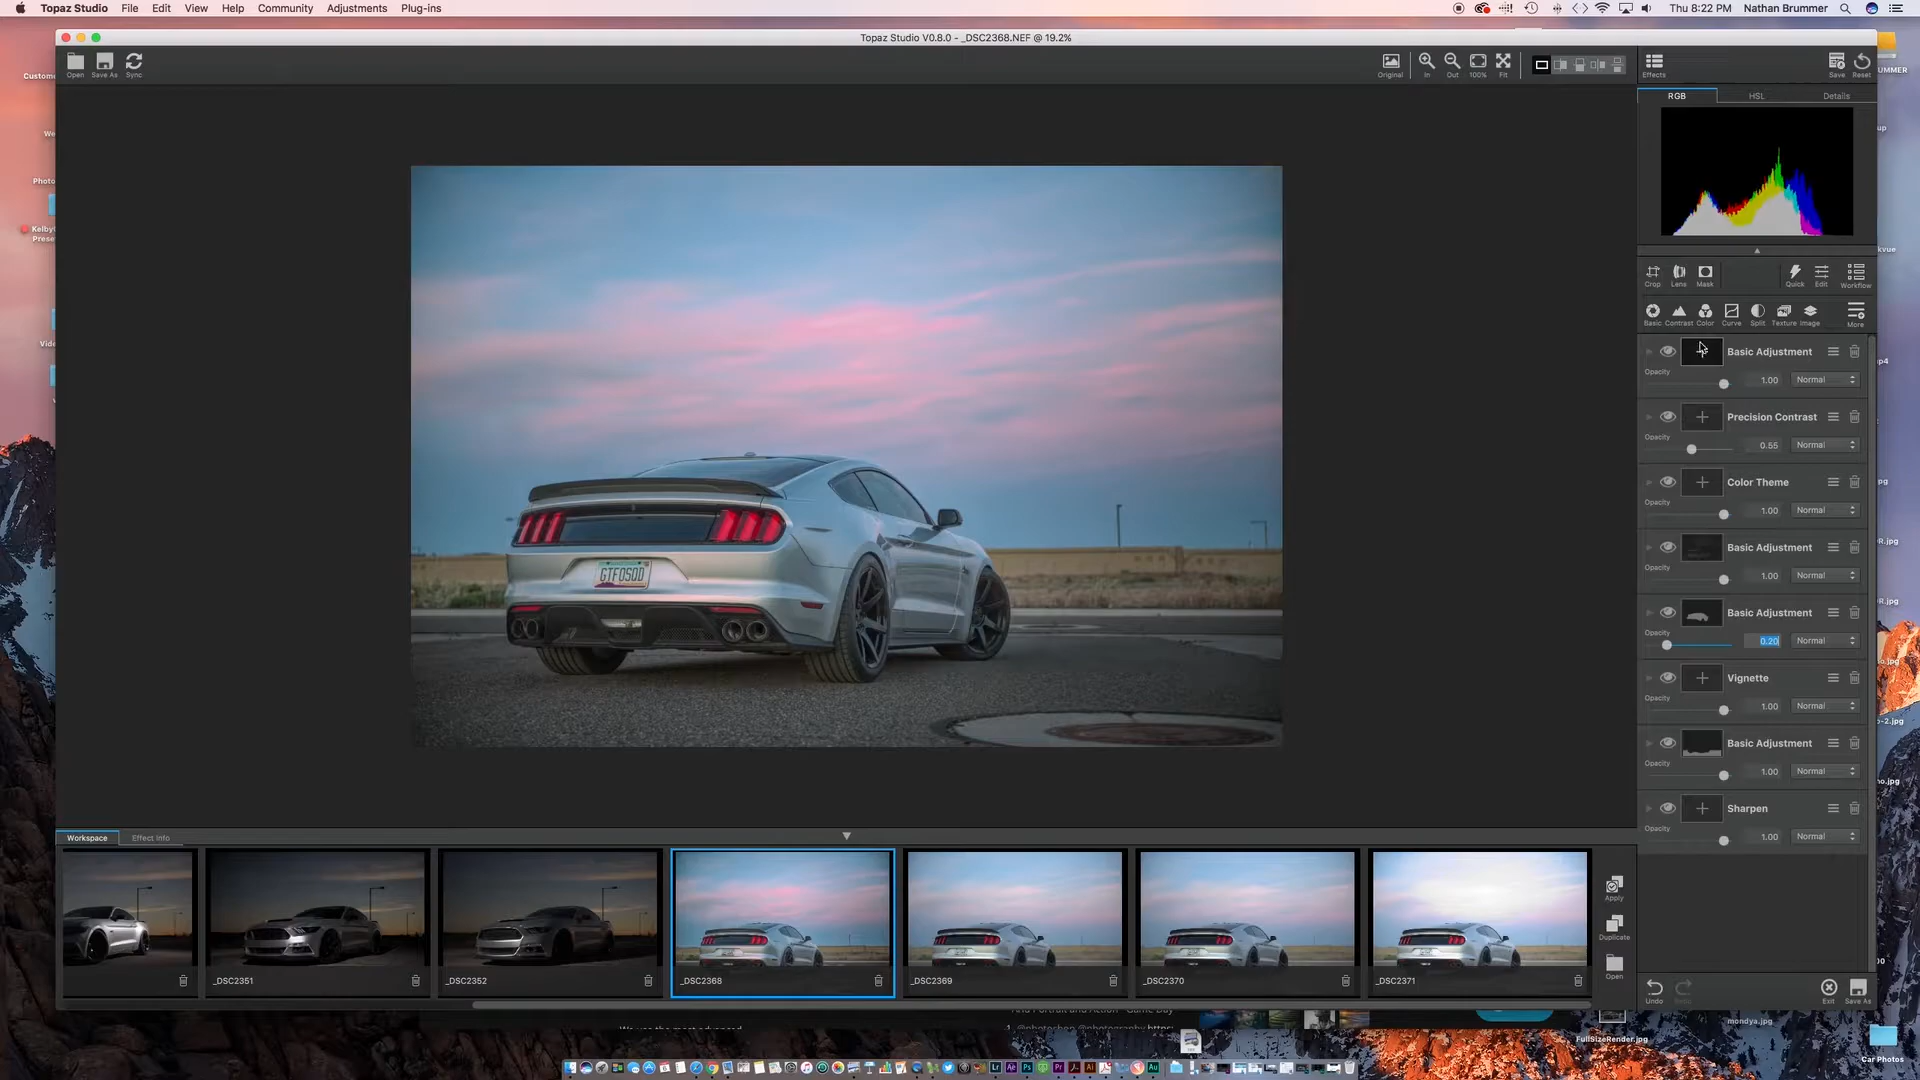 Topaz Studio File Edit View Help Community Adjustments Plug-ins
Thu 8:22 PM Nathan Brummer
Topaz Studio V0.8.0 - _DSC2368.NEF @ 19.2%
Open Save As Sync
Original In Out 100% Fit
Effects Save Reset
RGB HSL Details
Crop Lens Mask Quick Edit Workflow
Basic Contrast Color Curve Split Texture Image More
Basic Adjustment
Opacity 1.00 Normal
Precision Contrast
Opacity 0.55 Normal
Color Theme
Opacity 1.00 Normal
Basic Adjustment
Opacity 1.00 Normal
Basic Adjustment
Opacity 0.20 Normal
Vignette
Opacity 1.00 Normal
Basic Adjustment
Opacity 1.00 Normal
Sharpen
Opacity 1.00 Normal
GTFOSOD
Workspace Effect Info
_DSC2351 _DSC2352 _DSC2368 _DSC2369 _DSC2370 _DSC2371
Apply
Duplicate
Open
Undo Exit Save As
mondya.jpg
FullSizeRender.jpg
Car Photos